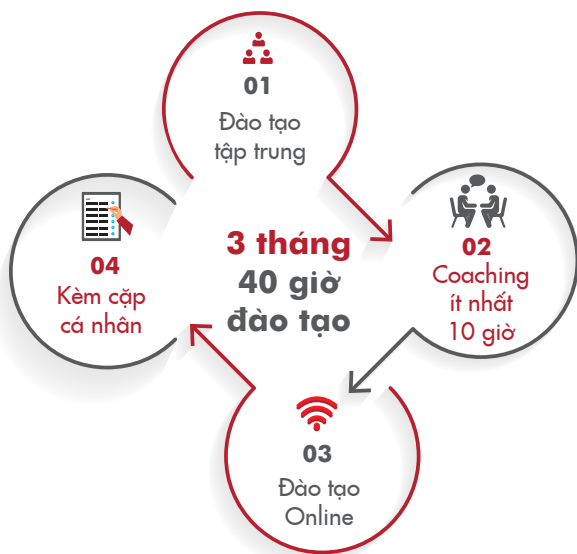 01
Đào tạo
tập trung
02
Coaching
ít nhất
10 giờ
03
Đào tạo
Online
04
Kèm cặp
cá nhân
3 tháng
40 giờ
đào tạo